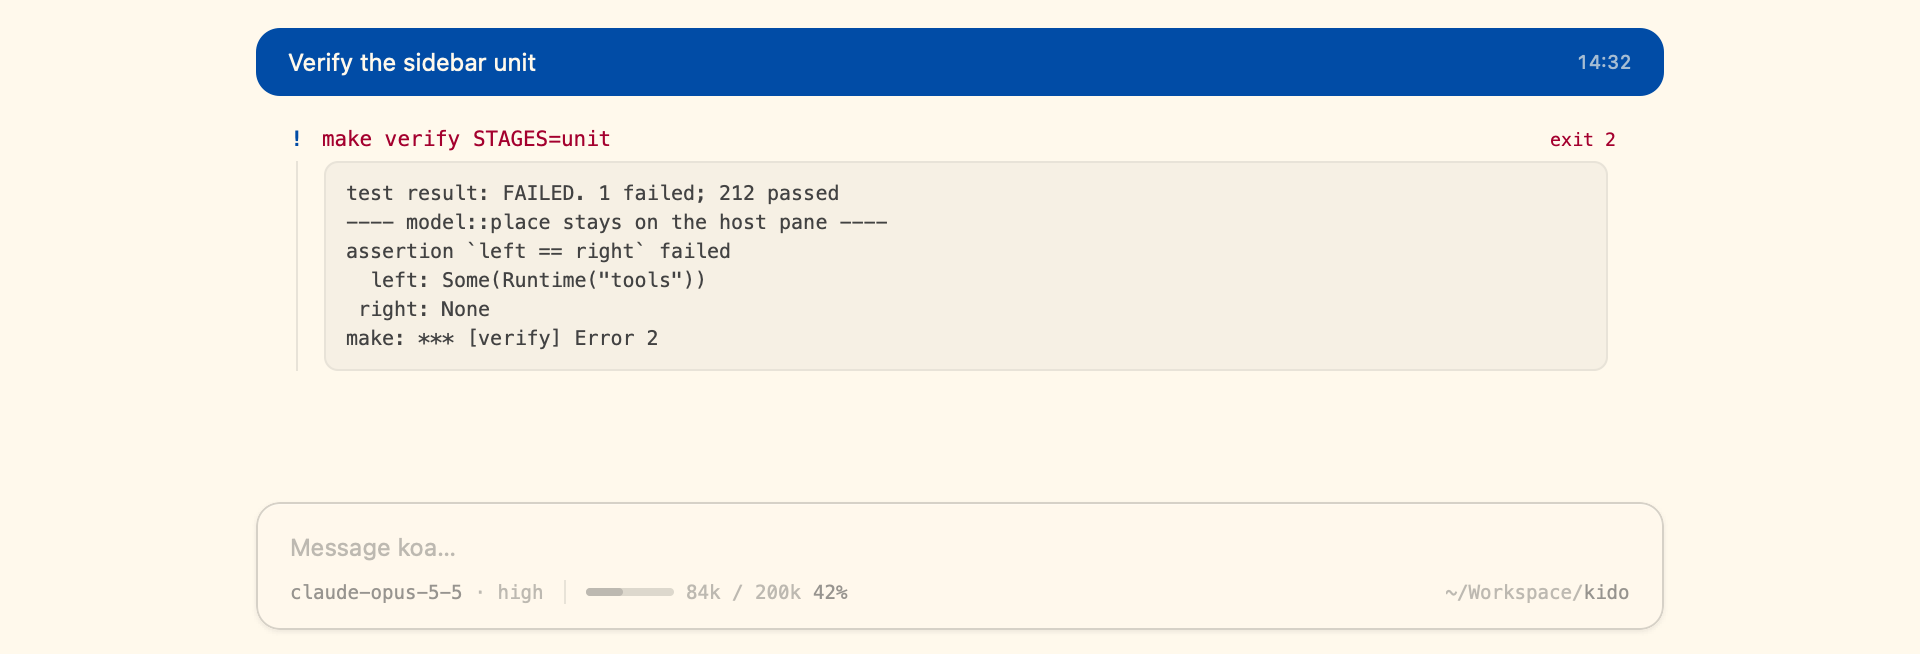 Verify the sidebar unit 14:32
! make verify STAGES=unit exit 2
test result: FAILED. 1 failed; 212 passed
---- model::place stays on the host pane ----
assertion `left == right` failed
  left: Some(Runtime("tools"))
 right: None
make: *** [verify] Error 2
Message koa...
claude-opus-5-5 · high 84k / 200k 42% ~/Workspace/kido